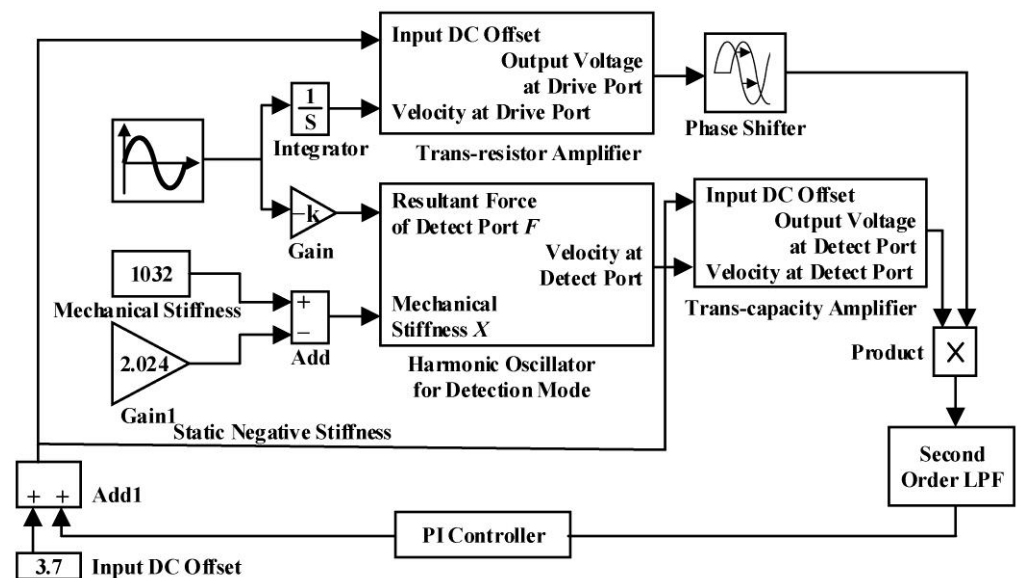 Input DC Offset
Output Voltage
at Drive Port
Velocity at Drive Port
Trans-resistor Amplifier
Phase Shifter
1
S
Integrator
-k
Gain
Resultant Force
of Detect Port F
Velocity at
Detect Port
Mechanical
Stiffness X
Harmonic Oscillator
for Detection Mode
Input DC Offset
Output Voltage
at Detect Port
Velocity at Detect Port
Trans-capacity Amplifier
1032
Mechanical Stiffness
+
−
Add
2.024
Gain1
Static Negative Stiffness
Product
×
Second
Order LPF
PI Controller
+ +
Add1
3.7
Input DC Offset